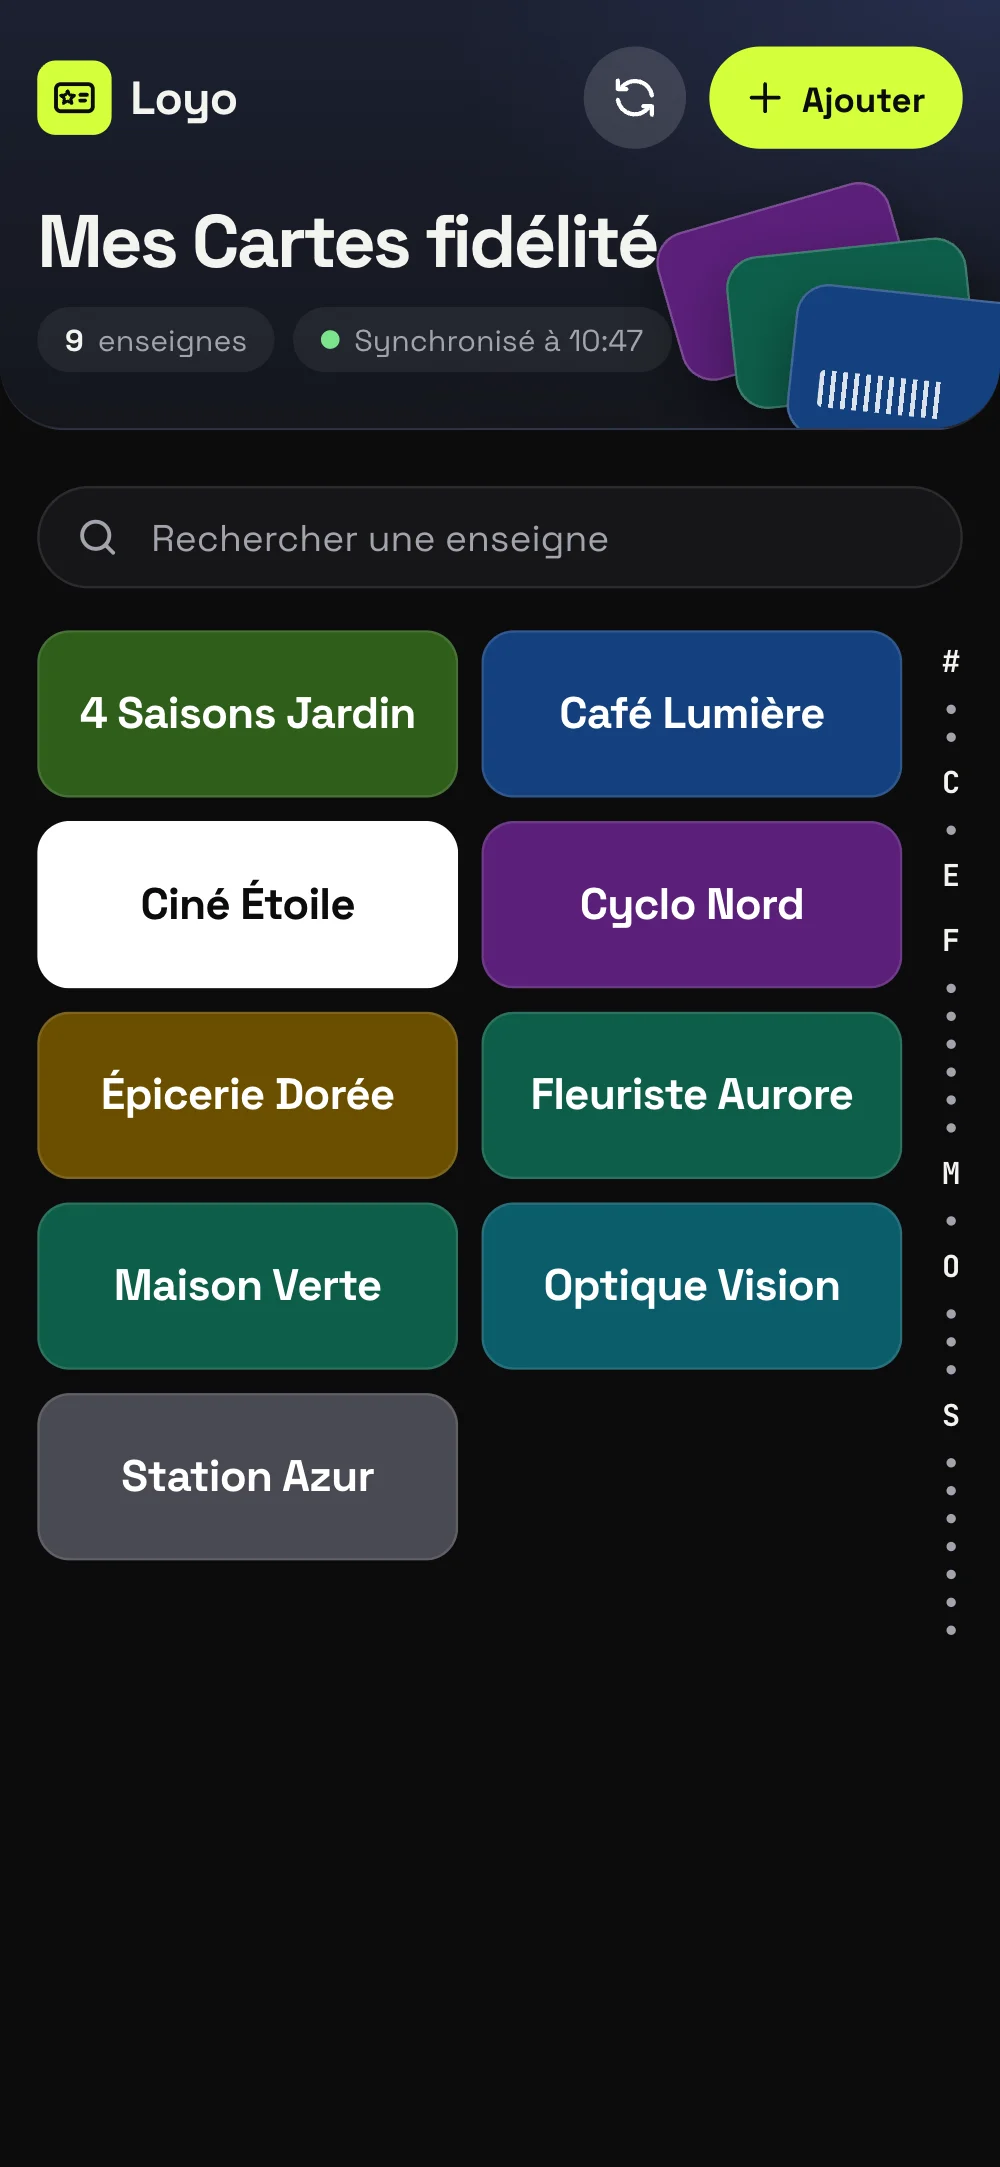 Loyo
Ajouter
Mes Cartes fidélité
9 enseignes
Synchronisé à 10:47
Rechercher une enseigne
4 Saisons Jardin
Café Lumière
Ciné Étoile
Cyclo Nord
Épicerie Dorée
Fleuriste Aurore
Maison Verte
Optique Vision
Station Azur
#
C
E
F
M
O
S